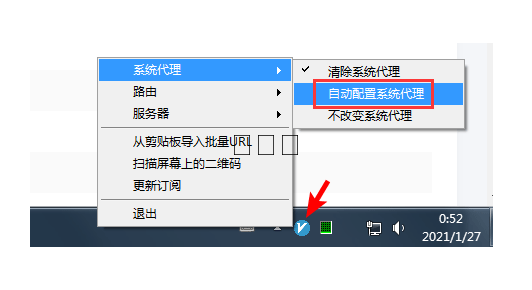 系统代理
路由
服务器
从剪贴板导入批量URL
扫描屏幕上的二维码
更新订阅
退出
清除系统代理
自动配置系统代理
不改变系统代理
0:52
2021/1/27